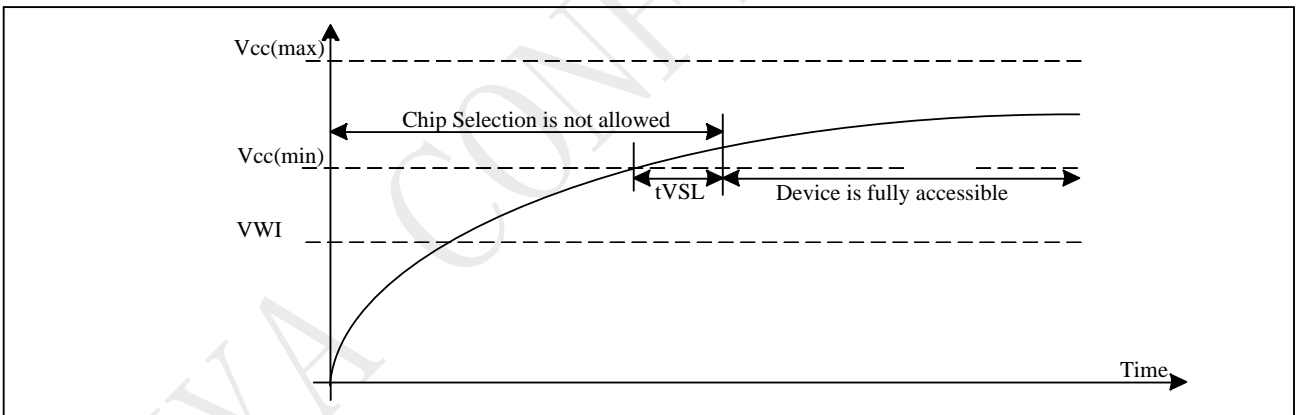 Vcc(max)
Chip Selection is not allowed
Vcc(min)
tVSL
Device is fully accessible
VWI
Time